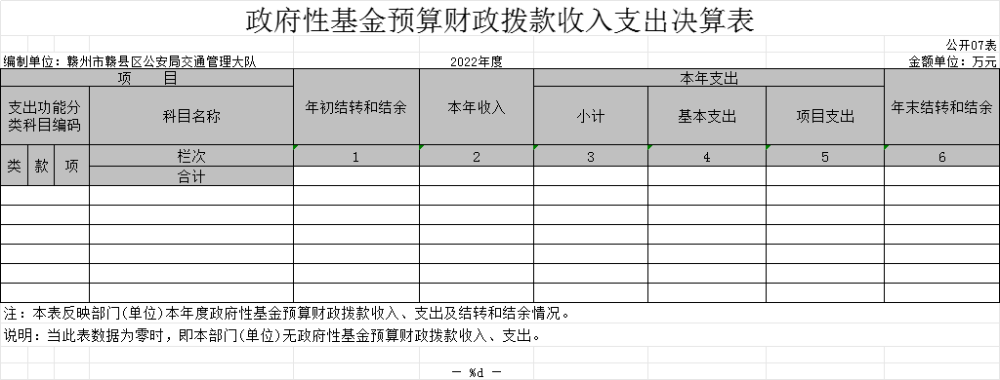 政府性基金预算财政拨款收入支出决算表
公开07表
编制单位：赣州市赣县区公安局交通管理大队 2022年度 金额单位：万元
项 目 年初结转和结余 本年收入 本年支出 年末结转和结余
支出功能分类科目编码 科目名称 小计 基本支出 项目支出
类 款 项 栏次 1 2 3 4 5 6
合计
注：本表反映部门(单位)本年度政府性基金预算财政拨款收入、支出及结转和结余情况。
说明：当此表数据为零时，即本部门(单位)无政府性基金预算财政拨款收入、支出。
— %d —